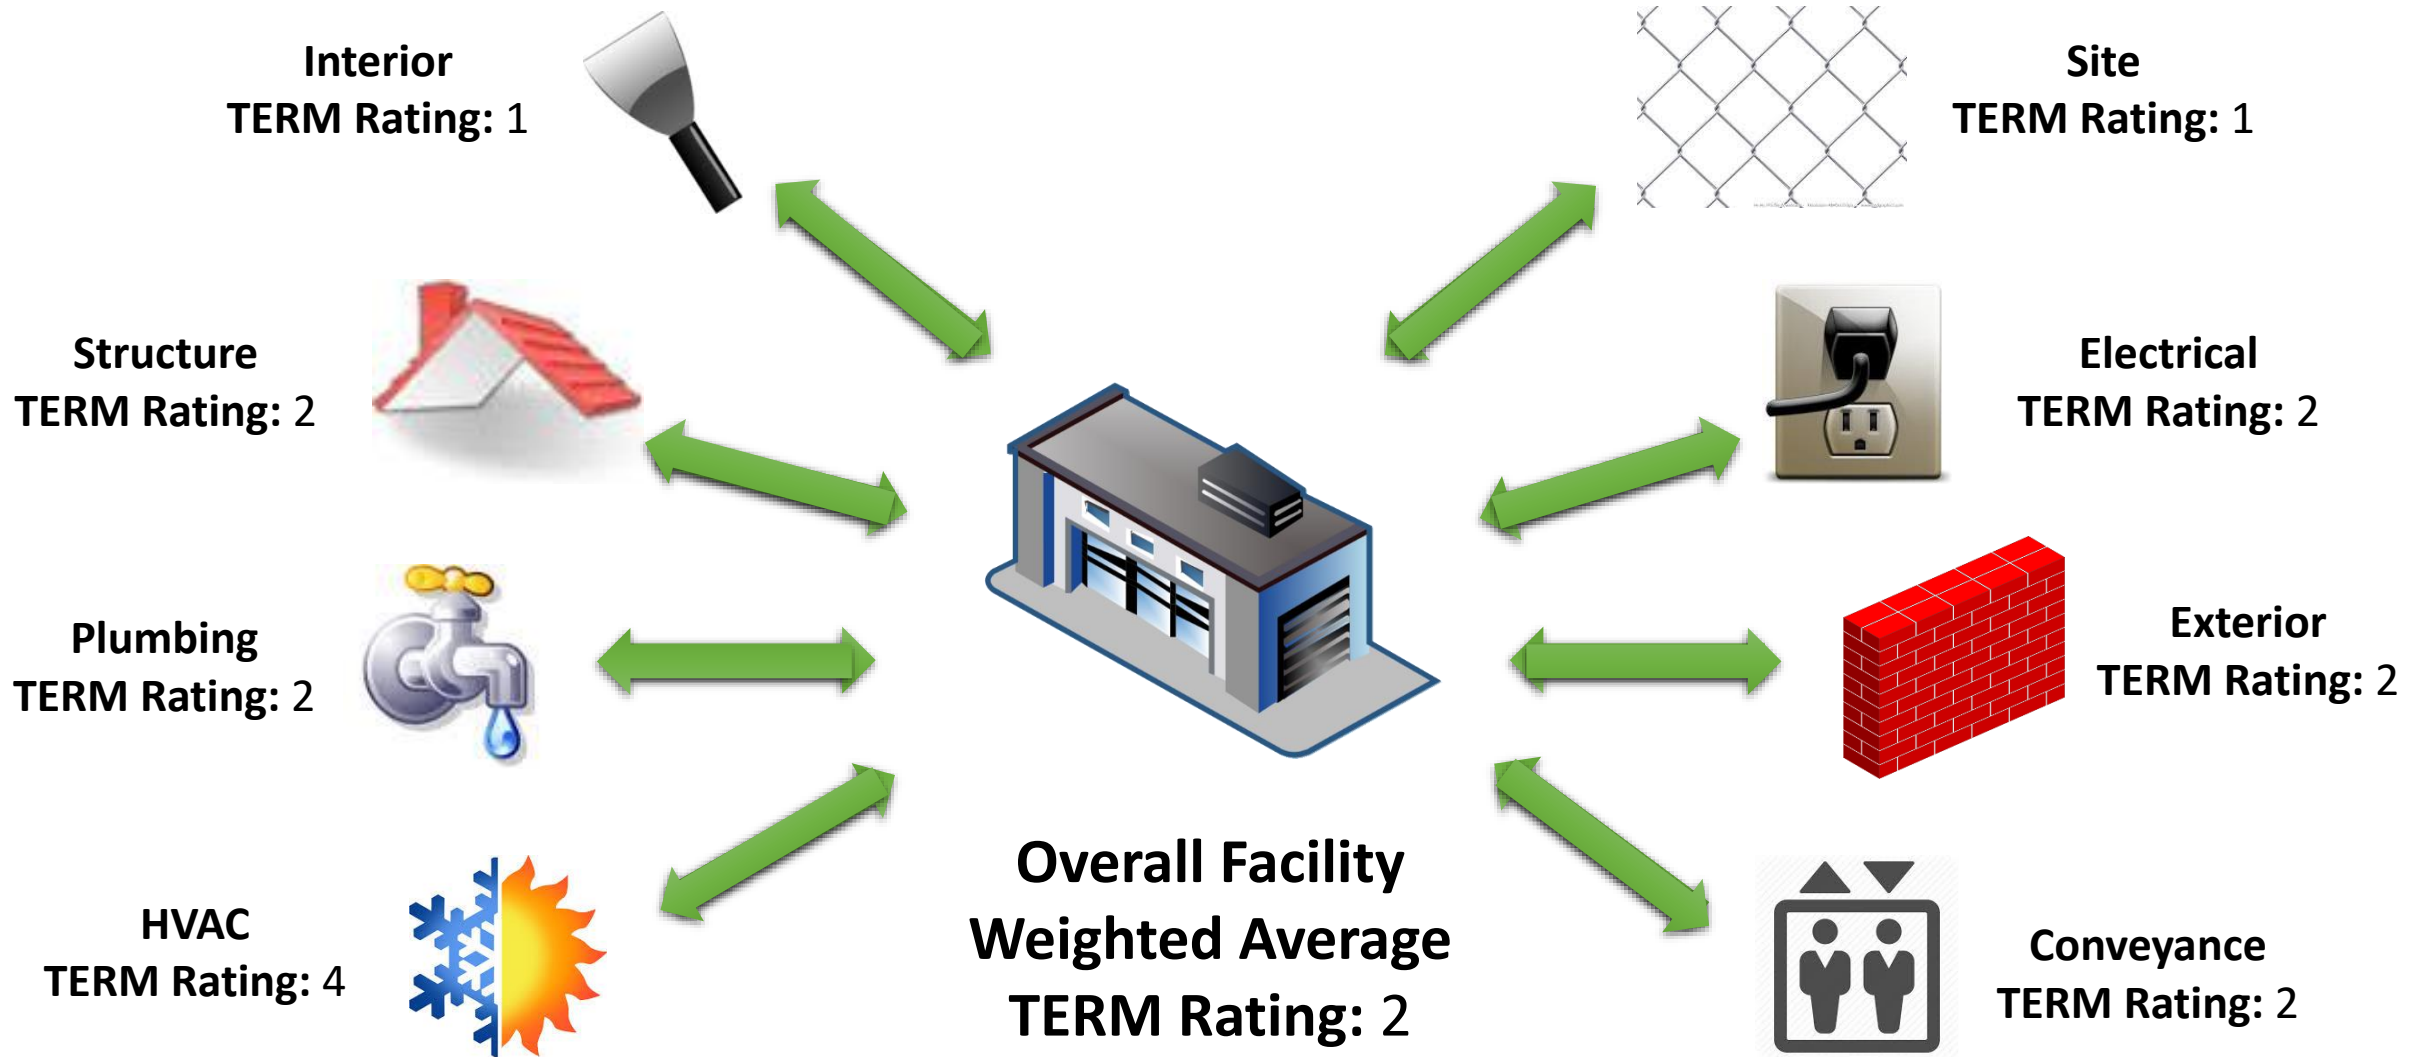 Interior
TERM Rating: 1
Site
TERM Rating: 1
Structure
TERM Rating: 2
Electrical
TERM Rating: 2
Plumbing
TERM Rating: 2
Exterior
TERM Rating: 2
HVAC
TERM Rating: 4
Overall Facility
Weighted Average
TERM Rating: 2
Conveyance
TERM Rating: 2